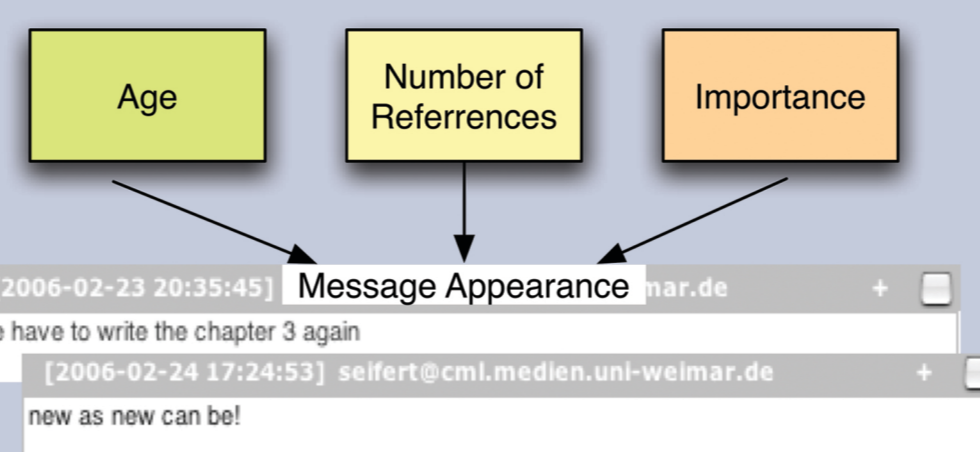 Age
Number of
Referrences
Importance
2006-02-23 20:35:45] Message Appearance mar.de +
have to write the chapter 3 again
[2006-02-24 17:24:53] seifert@cml.medien.uni-weimar.de +
new as new can be!